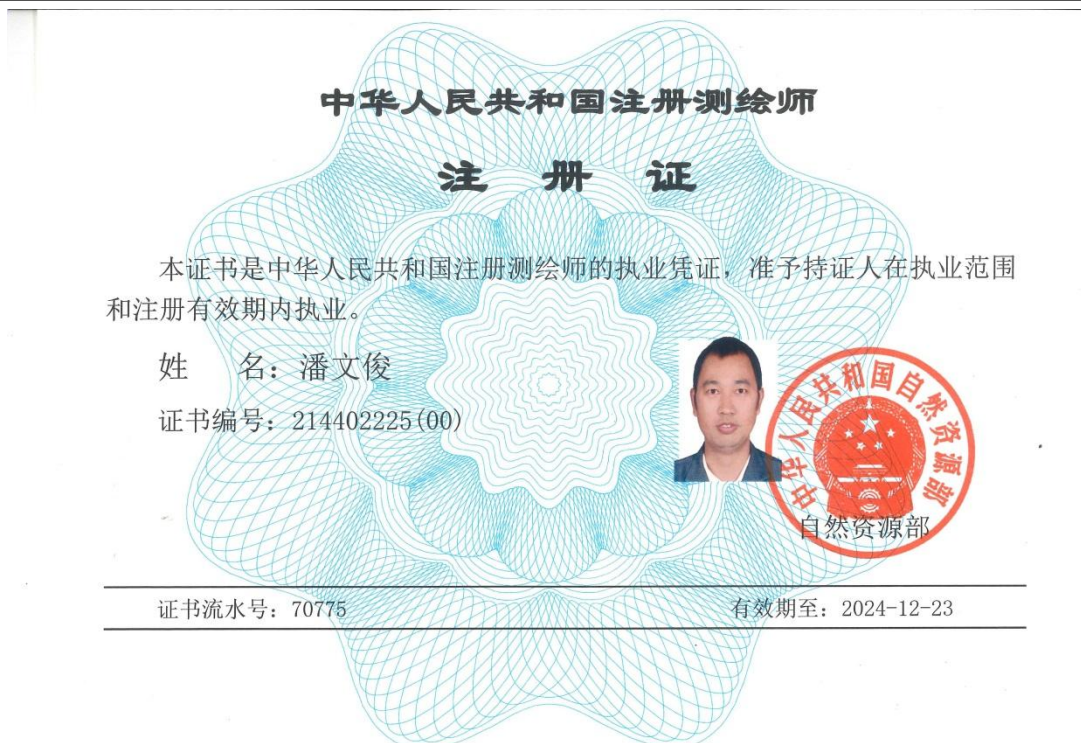 中华人民共和国注册测绘师
注 册 证
本证书是中华人民共和国注册测绘师的执业凭证，准予持证人在执业范围
和注册有效期内执业。
姓 名：潘文俊
证书编号：214402225(00)
中华人民共和国自然资源部
自然资源部
证书流水号：70775
有效期至：2024-12-23